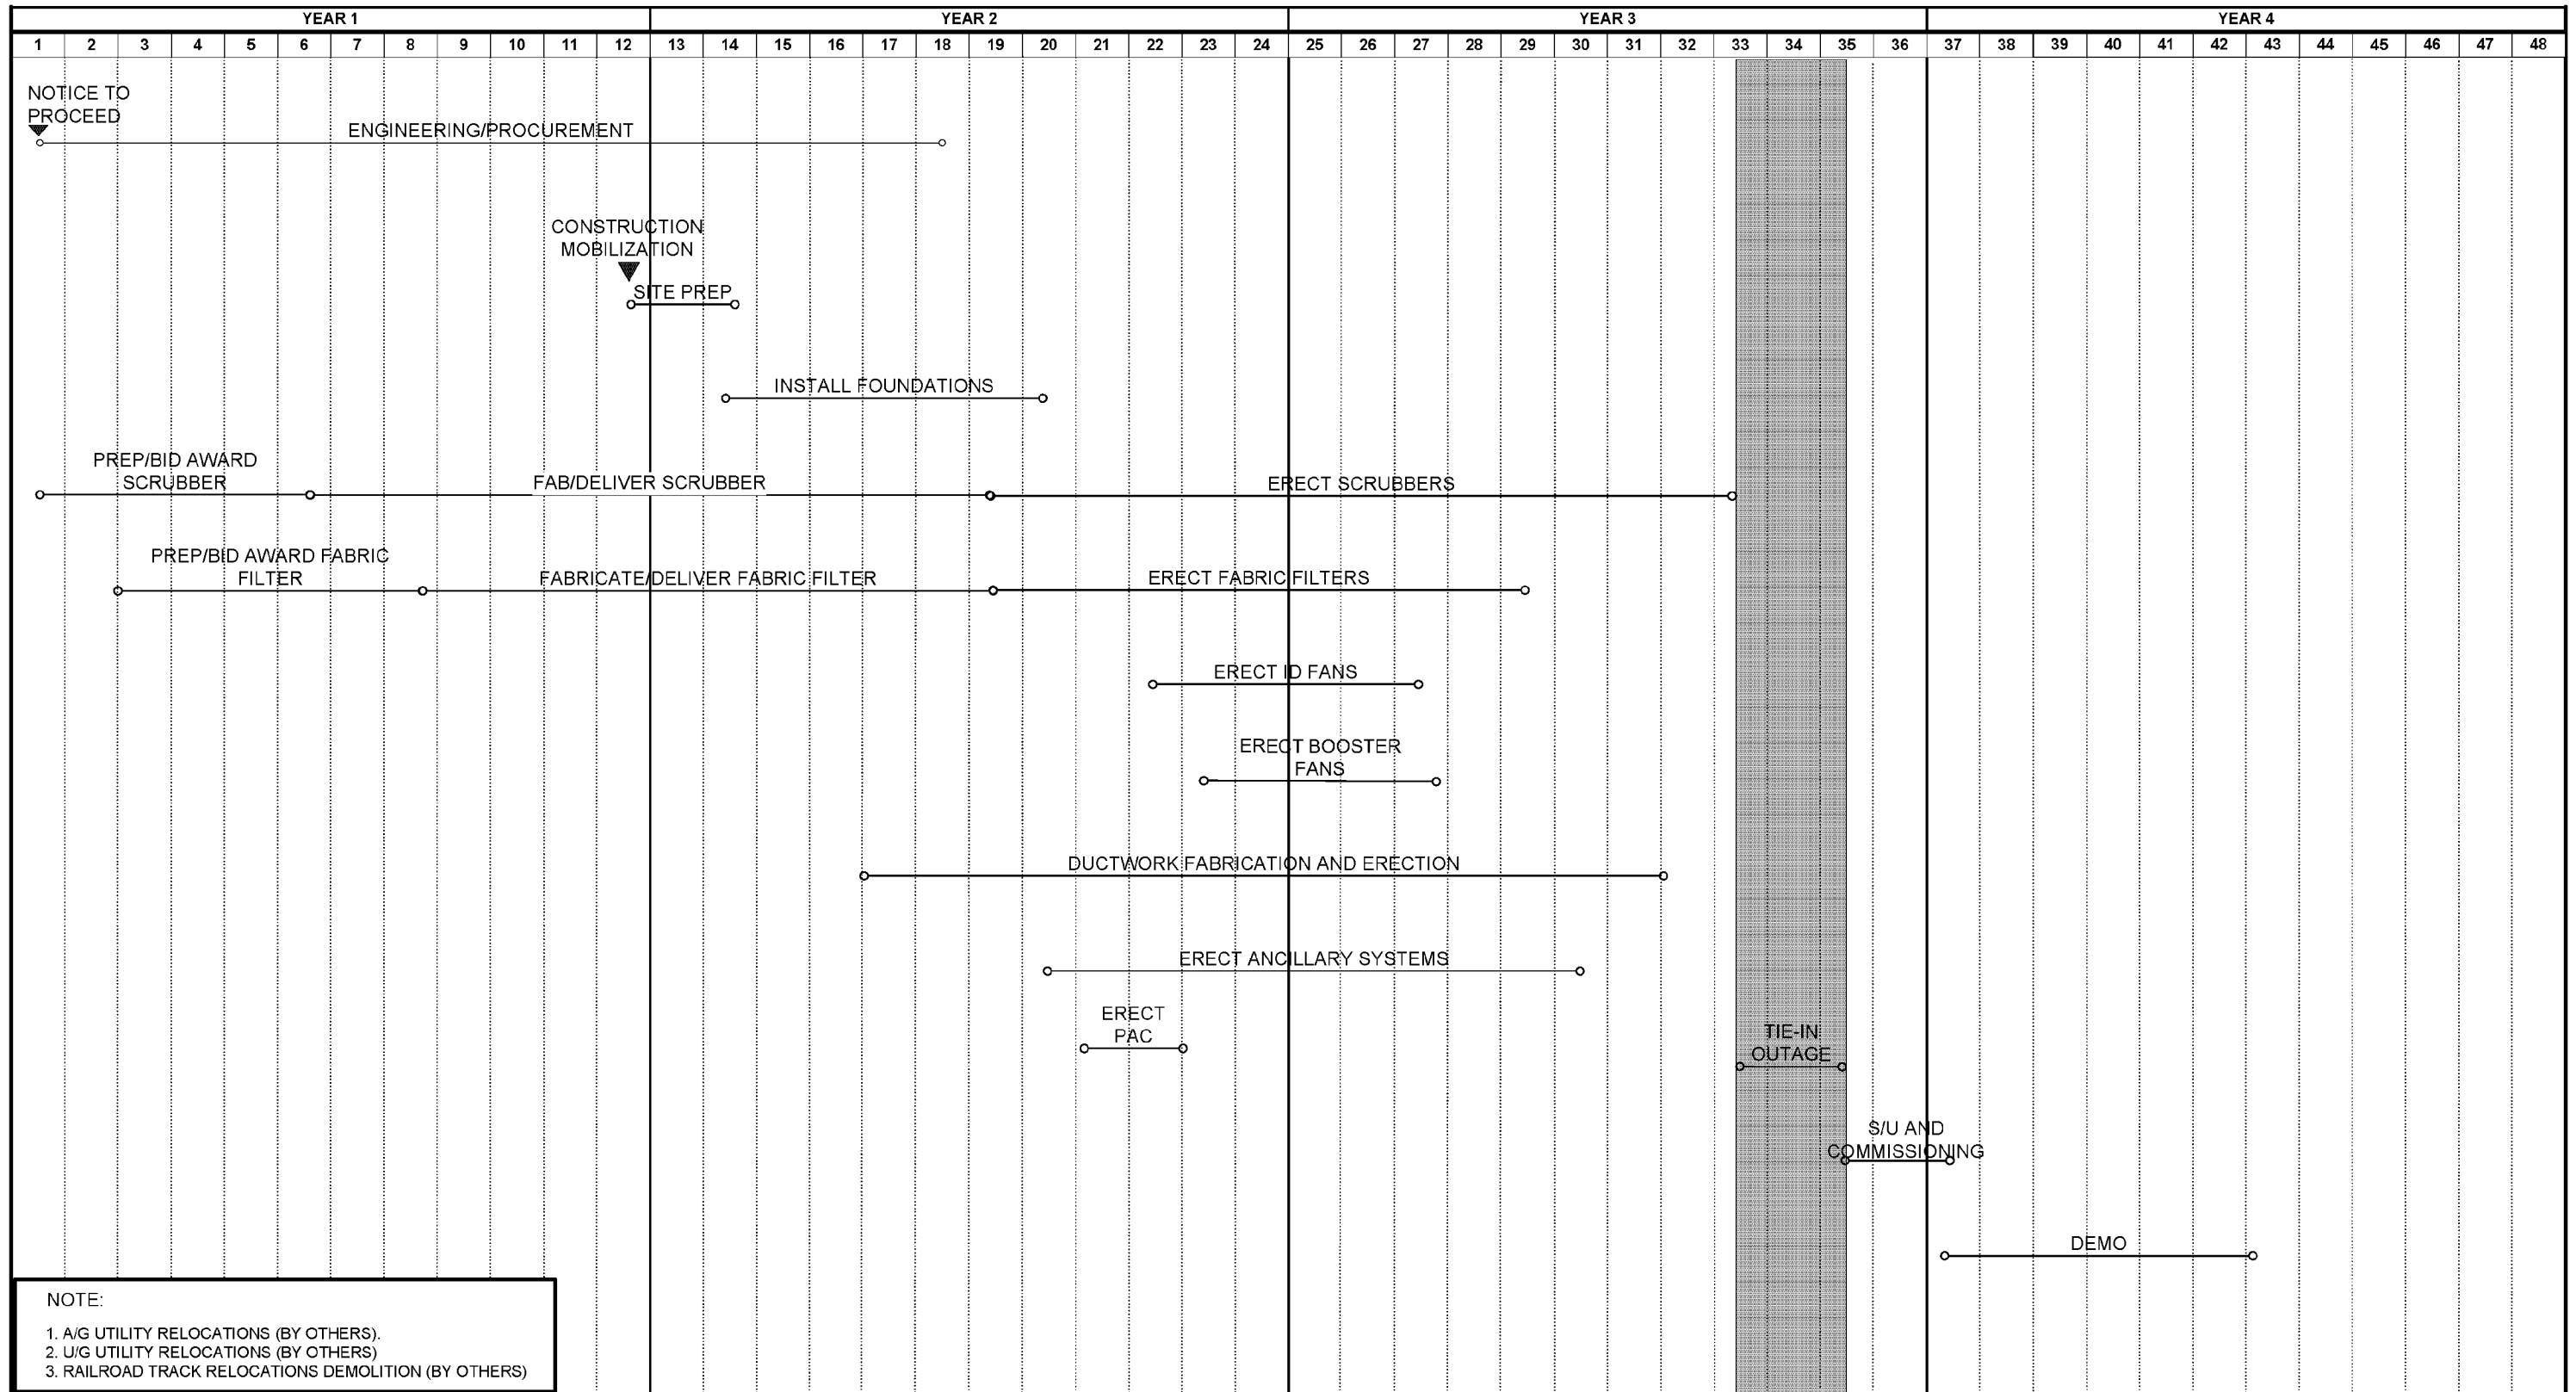 YEAR 1 YEAR 2 YEAR 3 YEAR 4
1 2 3 4 5 6 7 8 9 10 11 12 13 14 15 16 17 18 19 20 21 22 23 24 25 26 27 28 29 30 31 32 33 34 35 36 37 38 39 40 41 42 43 44 45 46 47 48
NOTICE TO
PROCEED
ENGINEERING/PROCUREMENT
CONSTRUCTION
MOBILIZATION
SITE PREP
INSTALL FOUNDATIONS
PREP/BID AWARD
SCRUBBER
FAB/DELIVER SCRUBBER
ERECT SCRUBBERS
PREP/BID AWARD FABRIC
FILTER
FABRICATE/DELIVER FABRIC FILTER
ERECT FABRIC FILTERS
ERECT ID FANS
ERECT BOOSTER
FANS
DUCTWORK FABRICATION AND ERECTION
ERECT ANCILLARY SYSTEMS
ERECT
PAC
TIE-IN
OUTAGE
S/U AND
COMMISSIONING
DEMO
NOTE:
1. A/G UTILITY RELOCATIONS (BY OTHERS).
2. U/G UTILITY RELOCATIONS (BY OTHERS)
3. RAILROAD TRACK RELOCATIONS DEMOLITION (BY OTHERS)